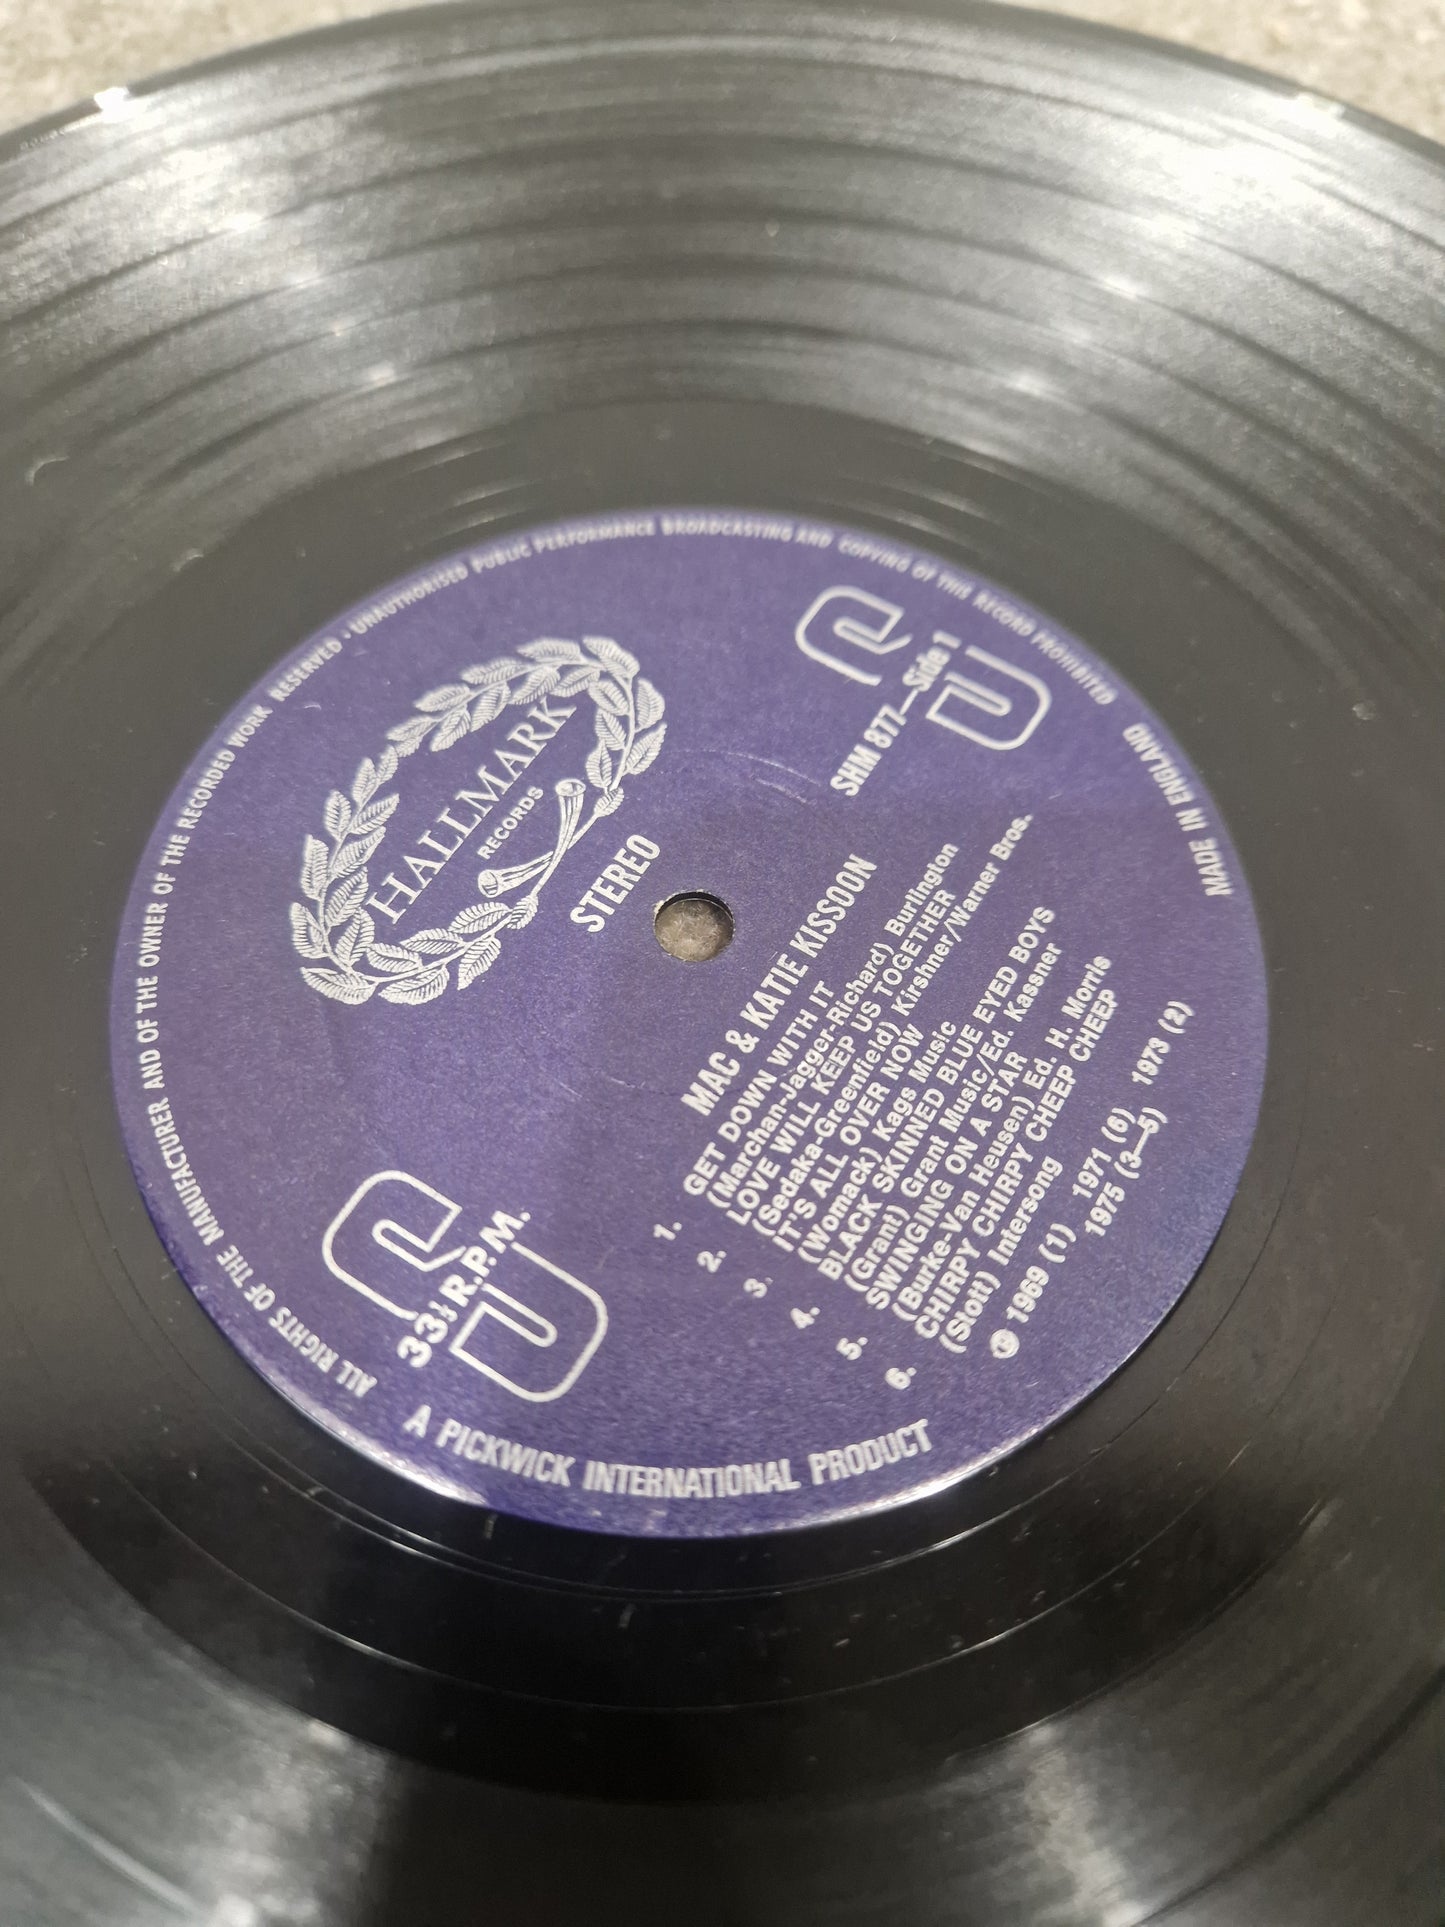 HALLMARK
RECORDS
STEREO
SHM 877—Side 1
33⅓ R.P.M.
MAC & KATIE KISSOON
1. GET DOWN WITH IT
(Marchan-Jagger-Richard) Burlington
2. LOVE WILL KEEP US TOGETHER
(Sedaka-Greenfield) Kirshner/Warner Bros.
3. IT'S ALL OVER NOW
(Womack) Kags Music
4. BLACK SKINNED BLUE EYED BOYS
(Grant) Grant Music/Ed. Kassner
5. SWINGING ON A STAR
(Burke-Van Heusen) Ed. H. Morris
6. CHIRPY CHIRPY CHEEP CHEEP
(Stott) Intersong
℗ 1969 (1) 1971 (6) 1973 (2)
1975 (3—5)
A PICKWICK INTERNATIONAL PRODUCT
ALL RIGHTS OF THE MANUFACTURER AND OF THE OWNER OF THE RECORDED WORK RESERVED • UNAUTHORISED PUBLIC PERFORMANCE BROADCASTING AND COPYING OF THIS RECORD PROHIBITED
MADE IN ENGLAND